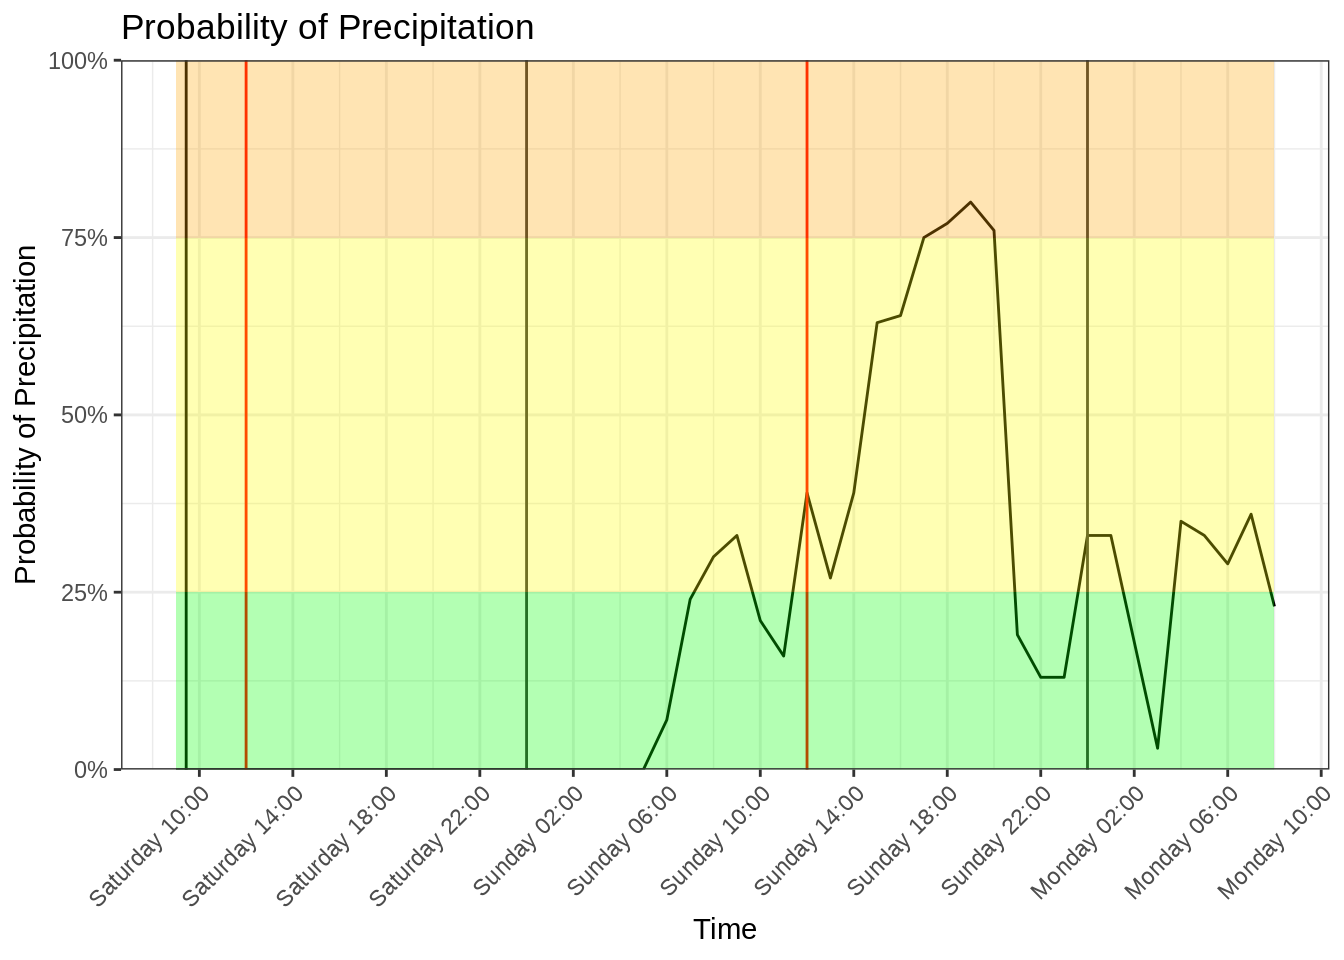 Probability of Precipitation
Probability of Precipitation
100%
75%
50%
25%
0%
Saturday 10:00
Saturday 14:00
Saturday 18:00
Saturday 22:00
Sunday 02:00
Sunday 06:00
Sunday 10:00
Sunday 14:00
Sunday 18:00
Sunday 22:00
Monday 02:00
Monday 06:00
Monday 10:00
Time